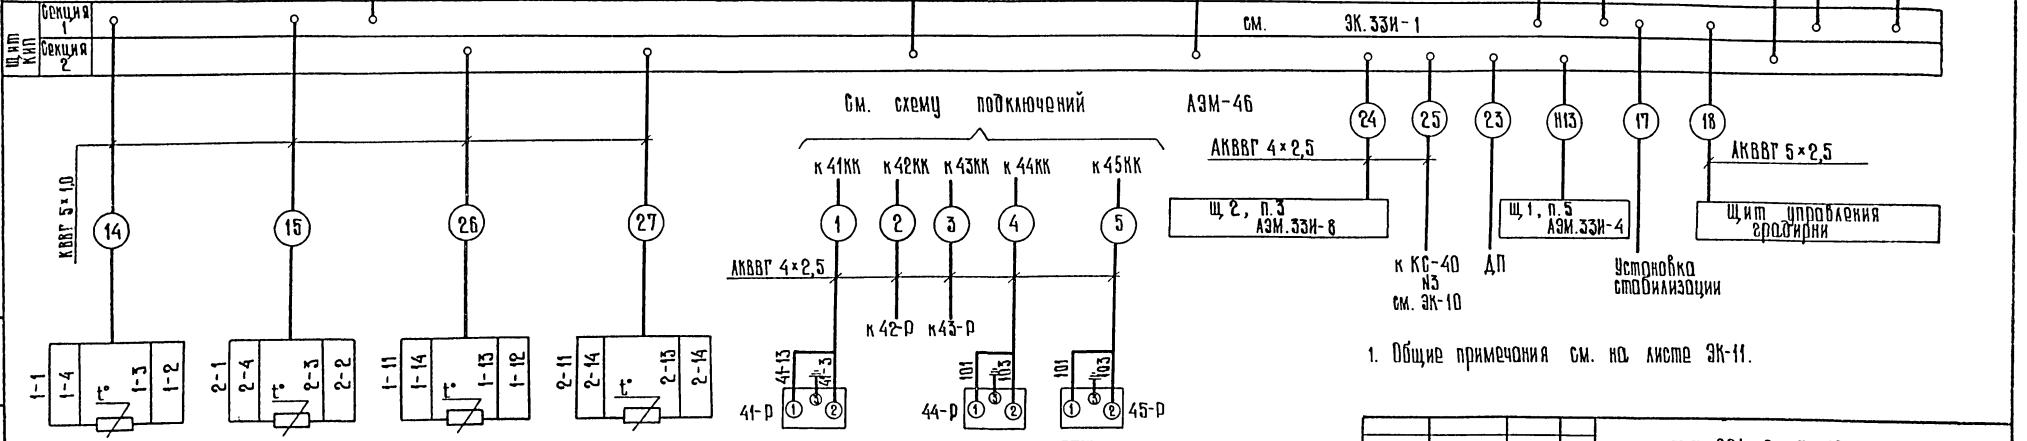 Щит КИП
Секция 1
Секция 2
см. ЭК.33И-1
См. схему подключений АЭМ-46
к 41КК к 42КК к 43КК к 44КК к 45КК
24 25 23 Н13 17 18
АКВВГ 4×2,5
АКВВГ 5×2,5
КВВГ 5×1,0
14 15 26 27
1 2 3 4 5
АКВВГ 4×2,5
к 42-Р к 43-Р
Щ 2, п.3
АЭМ.33И-8
Щ 1, п.5
АЭМ.33И-4
Щит управления
градирни
к КС-40
N3
см. ЭК-10
ДП
Установка
стабилизации
1-1 1-4 t° 1-3 1-2
2-1 2-4 t° 2-3 2-2
1-11 1-14 t° 1-13 1-12
2-11 2-14 t° 2-13 2-14
41-13 41-3
41-Р 1 3 2
101 103
44-Р 1 3 2
101 103
1 3 2 45-Р
1. Общие примечания см. на листе ЭК-11.